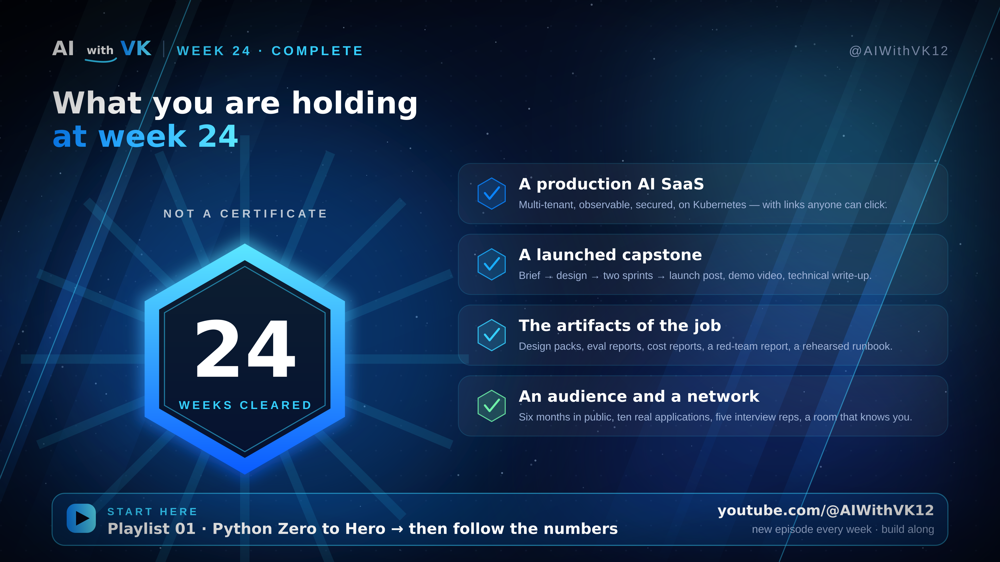 AI with VK | WEEK 24 · COMPLETE
@AIWithVK12
What you are holding
at week 24
NOT A CERTIFICATE
24
WEEKS CLEARED
A production AI SaaS
Multi-tenant, observable, secured, on Kubernetes — with links anyone can click.
A launched capstone
Brief → design → two sprints → launch post, demo video, technical write-up.
The artifacts of the job
Design packs, eval reports, cost reports, a red-team report, a rehearsed runbook.
An audience and a network
Six months in public, ten real applications, five interview reps, a room that knows you.
START HERE
Playlist 01 · Python Zero to Hero → then follow the numbers
youtube.com/@AIWithVK12
new episode every week · build along